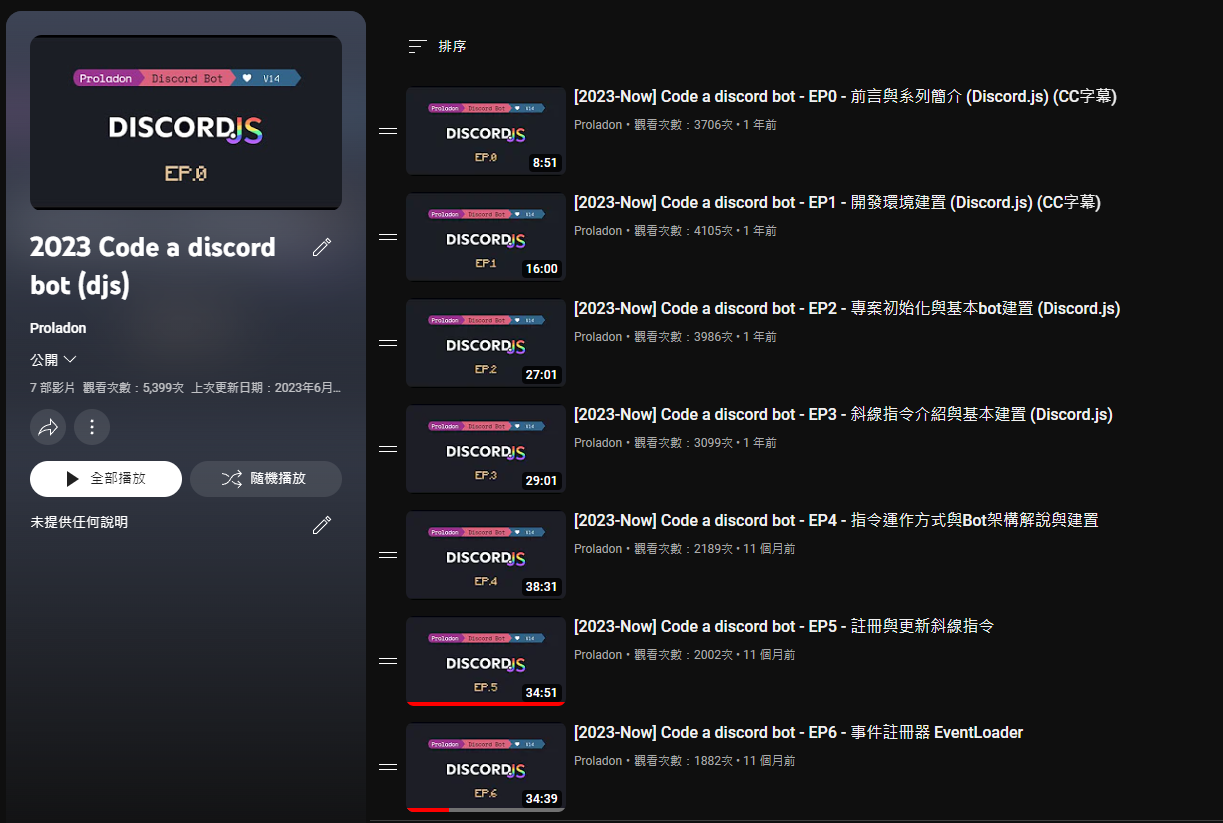 Proladon Discord Bot V14
DISCORD.JS
EP.0
2023 Code a discord
bot (djs)
Proladon
公開
7 部影片 觀看次數：5,399次 上次更新日期：2023年6月...
全部播放
隨機播放
未提供任何說明
排序
Proladon Discord Bot V14
DISCORD.JS
EP.0
8:51
[2023-Now] Code a discord bot - EP0 - 前言與系列簡介 (Discord.js) (CC字幕)
Proladon • 觀看次數：3706次 • 1 年前
Proladon Discord Bot V14
DISCORD.JS
EP.1
16:00
[2023-Now] Code a discord bot - EP1 - 開發環境建置 (Discord.js) (CC字幕)
Proladon • 觀看次數：4105次 • 1 年前
Proladon Discord Bot V14
DISCORD.JS
EP.2
27:01
[2023-Now] Code a discord bot - EP2 - 專案初始化與基本bot建置 (Discord.js)
Proladon • 觀看次數：3986次 • 1 年前
Proladon Discord Bot V14
DISCORD.JS
EP.3
29:01
[2023-Now] Code a discord bot - EP3 - 斜線指令介紹與基本建置 (Discord.js)
Proladon • 觀看次數：3099次 • 1 年前
Proladon Discord Bot V14
DISCORD.JS
EP.4
38:31
[2023-Now] Code a discord bot - EP4 - 指令運作方式與Bot架構解說與建置
Proladon • 觀看次數：2189次 • 11 個月前
Proladon Discord Bot V14
DISCORD.JS
EP.5
34:51
[2023-Now] Code a discord bot - EP5 - 註冊與更新斜線指令
Proladon • 觀看次數：2002次 • 11 個月前
Proladon Discord Bot V14
DISCORD.JS
EP.6
34:39
[2023-Now] Code a discord bot - EP6 - 事件註冊器 EventLoader
Proladon • 觀看次數：1882次 • 11 個月前